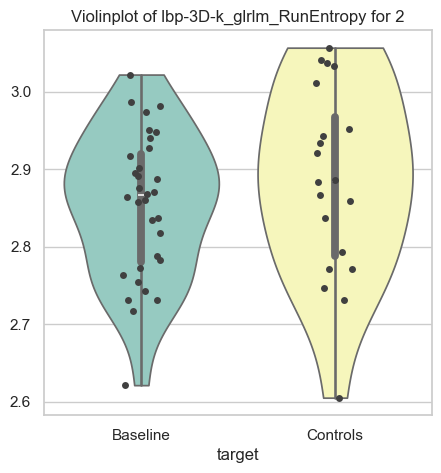 Violinplot of lbp-3D-k_glrlm_RunEntropy for 2
3.0
2.9
2.8
2.7
2.6
Baseline Controls
target